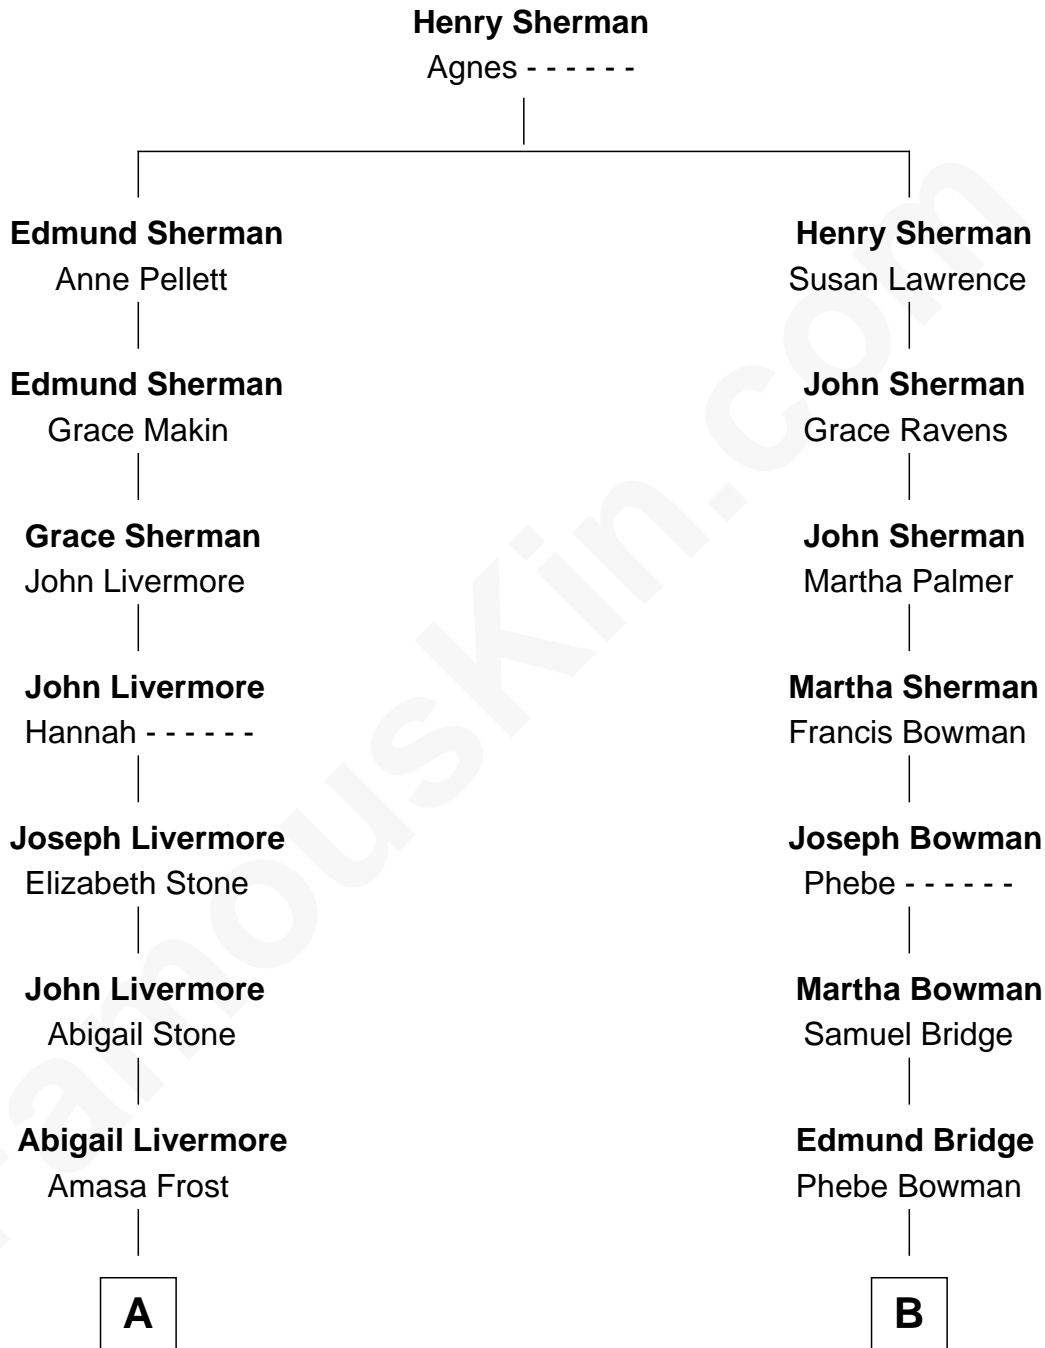 Henry Sherman
Agnes - - - - - -
Edmund Sherman
Anne Pellett
Edmund Sherman
Grace Makin
Grace Sherman
John Livermore
John Livermore
Hannah - - - - - -
Joseph Livermore
Elizabeth Stone
John Livermore
Abigail Stone
Abigail Livermore
Amasa Frost
A
Henry Sherman
Susan Lawrence
John Sherman
Grace Ravens
John Sherman
Martha Palmer
Martha Sherman
Francis Bowman
Joseph Bowman
Phebe - - - - - -
Martha Bowman
Samuel Bridge
Edmund Bridge
Phebe Bowman
B
FamousKin.com